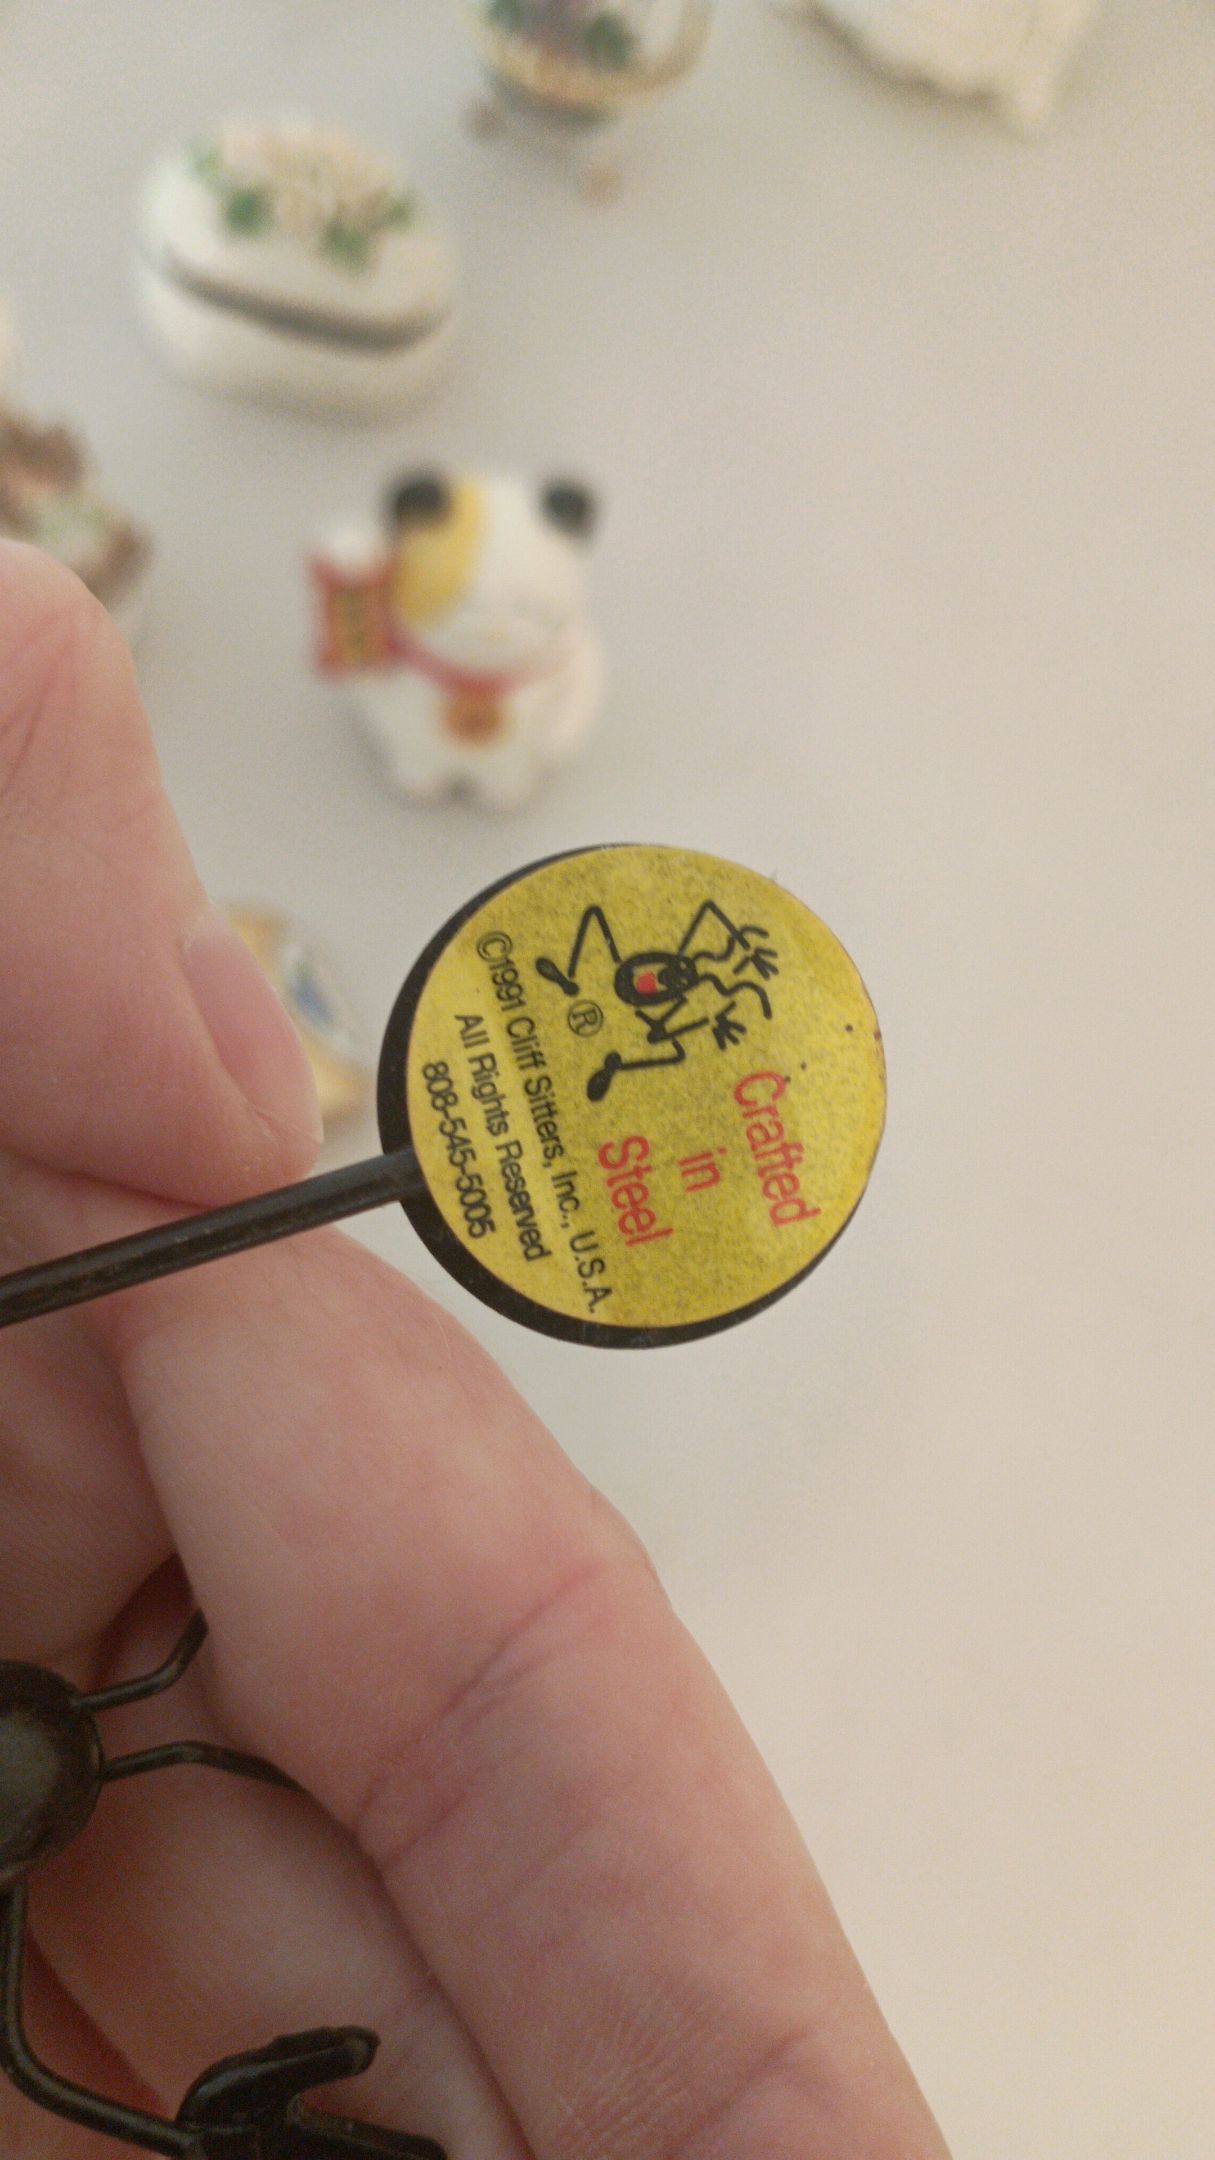 Crafted
in
Steel
®
©1991 Cliff Sitters, Inc., U.S.A.
All Rights Reserved
808-545-5005